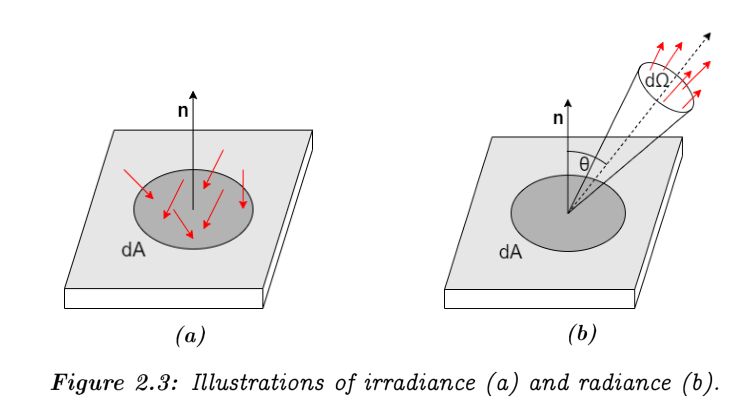 n
dA
(a)
n
θ
dΩ
dA
(b)
Figure 2.3: Illustrations of irradiance (a) and radiance (b).